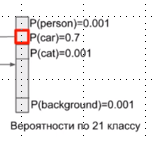 P(person)=0.001
P(car)=0.7
P(cat)=0.001
P(background)=0.001
Вероятности по 21 классу